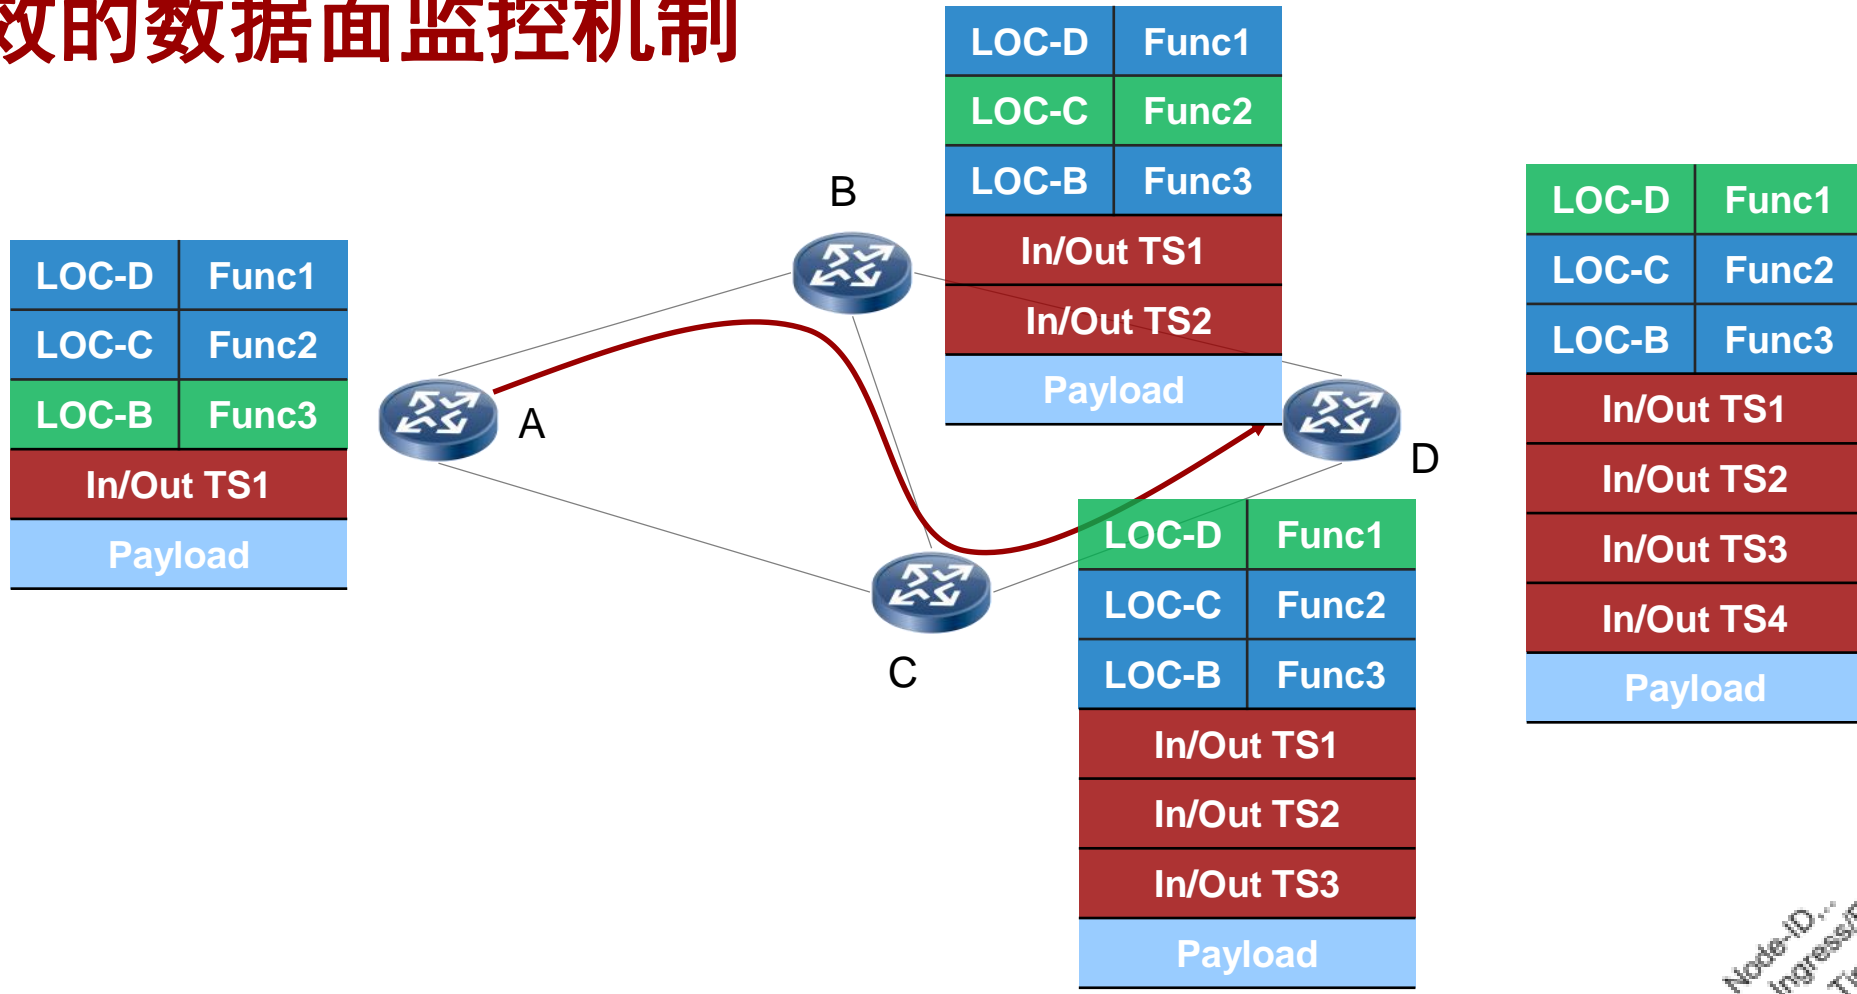 效的数据面监控机制
LOC-D Func1
LOC-C Func2
LOC-B Func3
In/Out TS1
Payload
A
B
LOC-D Func1
LOC-C Func2
LOC-B Func3
In/Out TS1
In/Out TS2
Payload
C
LOC-D Func1
LOC-C Func2
LOC-B Func3
In/Out TS1
In/Out TS2
In/Out TS3
Payload
D
LOC-D Func1
LOC-C Func2
LOC-B Func3
In/Out TS1
In/Out TS2
In/Out TS3
In/Out TS4
Payload
Node-ID...